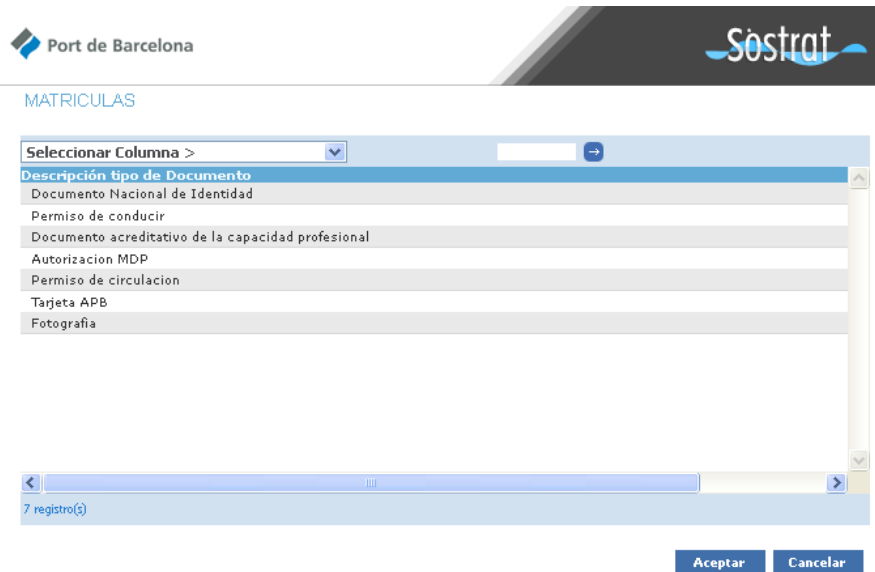 Port de Barcelona
Sòstrat
MATRICULAS
Seleccionar Columna >
Descripción tipo de Documento
Documento Nacional de Identidad
Permiso de conducir
Documento acreditativo de la capacidad profesional
Autorizacion MDP
Permiso de circulacion
Tarjeta APB
Fotografia
7 registro(s)
Aceptar Cancelar